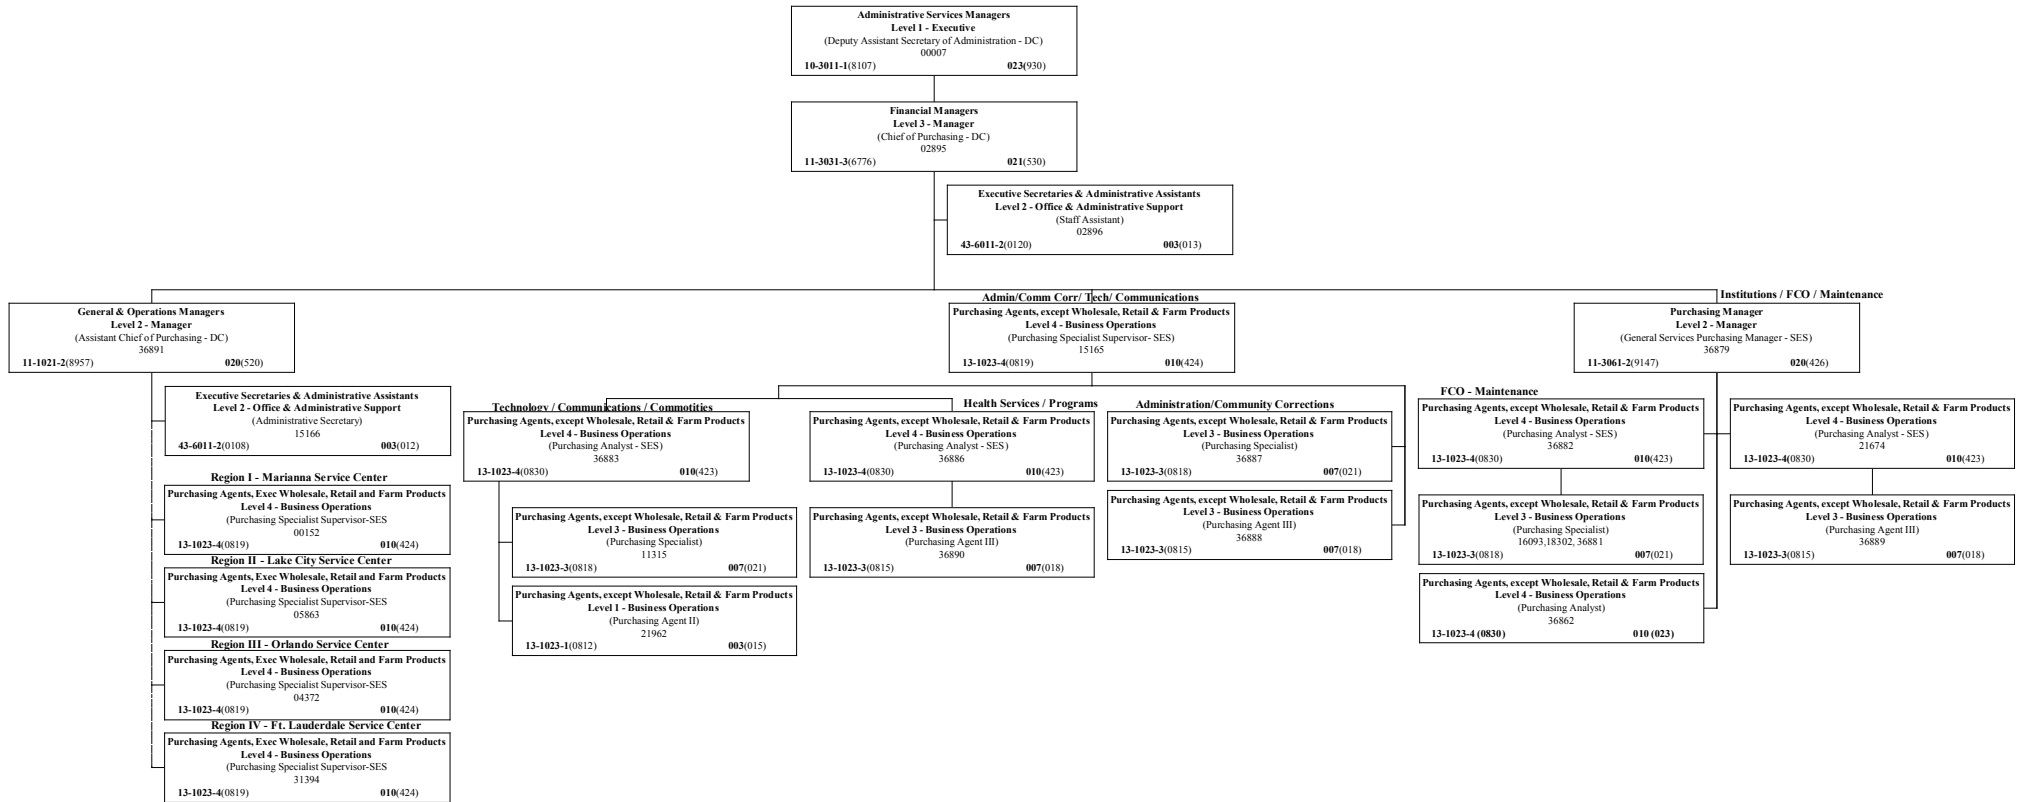 Administrative Services Managers
Level 1 - Executive
(Deputy Assistant Secretary of Administration - DC)
00007
10-3011-1(8107) 023(930)
Financial Managers
Level 3 - Manager
(Chief of Purchasing - DC)
02895
11-3031-3(6776) 021(530)
Executive Secretaries & Administrative Assistants
Level 2 - Office & Administrative Support
(Staff Assistant)
02896
43-6011-2(0120) 003(013)
General & Operations Managers
Level 2 - Manager
(Assistant Chief of Purchasing - DC)
36891
11-1021-2(8957) 020(520)
Executive Secretaries & Administrative Assistants
Level 2 - Office & Administrative Support
(Administrative Secretary)
15166
43-6011-2(0108) 003(012)
Region I - Marianna Service Center
Purchasing Agents, Exec Wholesale, Retail and Farm Products
Level 4 - Business Operations
(Purchasing Specialist Supervisor-SES
00152
13-1023-4(0819) 010(424)
Region II - Lake City Service Center
Purchasing Agents, Exec Wholesale, Retail and Farm Products
Level 4 - Business Operations
(Purchasing Specialist Supervisor-SES
05863
13-1023-4(0819) 010(424)
Region III - Orlando Service Center
Purchasing Agents, Exec Wholesale, Retail and Farm Products
Level 4 - Business Operations
(Purchasing Specialist Supervisor-SES
04372
13-1023-4(0819) 010(424)
Region IV - Ft. Lauderdale Service Center
Purchasing Agents, Exec Wholesale, Retail and Farm Products
Level 4 - Business Operations
(Purchasing Specialist Supervisor-SES
31394
13-1023-4(0819) 010(424)
Admin/Comm Corr/ Tech/ Communications
Purchasing Agents, except Wholesale, Retail & Farm Products
Level 4 - Business Operations
(Purchasing Specialist Supervisor- SES)
15165
13-1023-4(0819) 010(424)
Technology / Communications / Commotities
Purchasing Agents, except Wholesale, Retail & Farm Products
Level 4 - Business Operations
(Purchasing Analyst - SES)
36883
13-1023-4(0830) 010(423)
Purchasing Agents, except Wholesale, Retail & Farm Products
Level 3 - Business Operations
(Purchasing Specialist)
11315
13-1023-3(0818) 007(021)
Purchasing Agents, except Wholesale, Retail & Farm Products
Level 1 - Business Operations
(Purchasing Agent II)
21962
13-1023-1(0812) 003(015)
Health Services / Programs
Purchasing Agents, except Wholesale, Retail & Farm Products
Level 4 - Business Operations
(Purchasing Analyst - SES)
36886
13-1023-4(0830) 010(423)
Purchasing Agents, except Wholesale, Retail & Farm Products
Level 3 - Business Operations
(Purchasing Agent III)
36890
13-1023-3(0815) 007(018)
Administration/Community Corrections
Purchasing Agents, except Wholesale, Retail & Farm Products
Level 3 - Business Operations
(Purchasing Specialist)
36887
13-1023-3(0818) 007(021)
Purchasing Agents, except Wholesale, Retail & Farm Products
Level 3 - Business Operations
(Purchasing Agent III)
36888
13-1023-3(0815) 007(018)
Institutions / FCO / Maintenance
Purchasing Manager
Level 2 - Manager
(General Services Purchasing Manager - SES)
36879
11-3061-2(9147) 020(426)
FCO - Maintenance
Purchasing Agents, except Wholesale, Retail & Farm Products
Level 4 - Business Operations
(Purchasing Analyst - SES)
36882
13-1023-4(0830) 010(423)
Purchasing Agents, except Wholesale, Retail & Farm Products
Level 3 - Business Operations
(Purchasing Specialist)
16093,18302, 36881
13-1023-3(0818) 007(021)
Purchasing Agents, except Wholesale, Retail & Farm Products
Level 4 - Business Operations
(Purchasing Analyst)
36862
13-1023-4 (0830) 010 (023)
Purchasing Agents, except Wholesale, Retail & Farm Products
Level 4 - Business Operations
(Purchasing Analyst - SES)
21674
13-1023-4(0830) 010(423)
Purchasing Agents, except Wholesale, Retail & Farm Products
Level 3 - Business Operations
(Purchasing Agent III)
36889
13-1023-3(0815) 007(018)